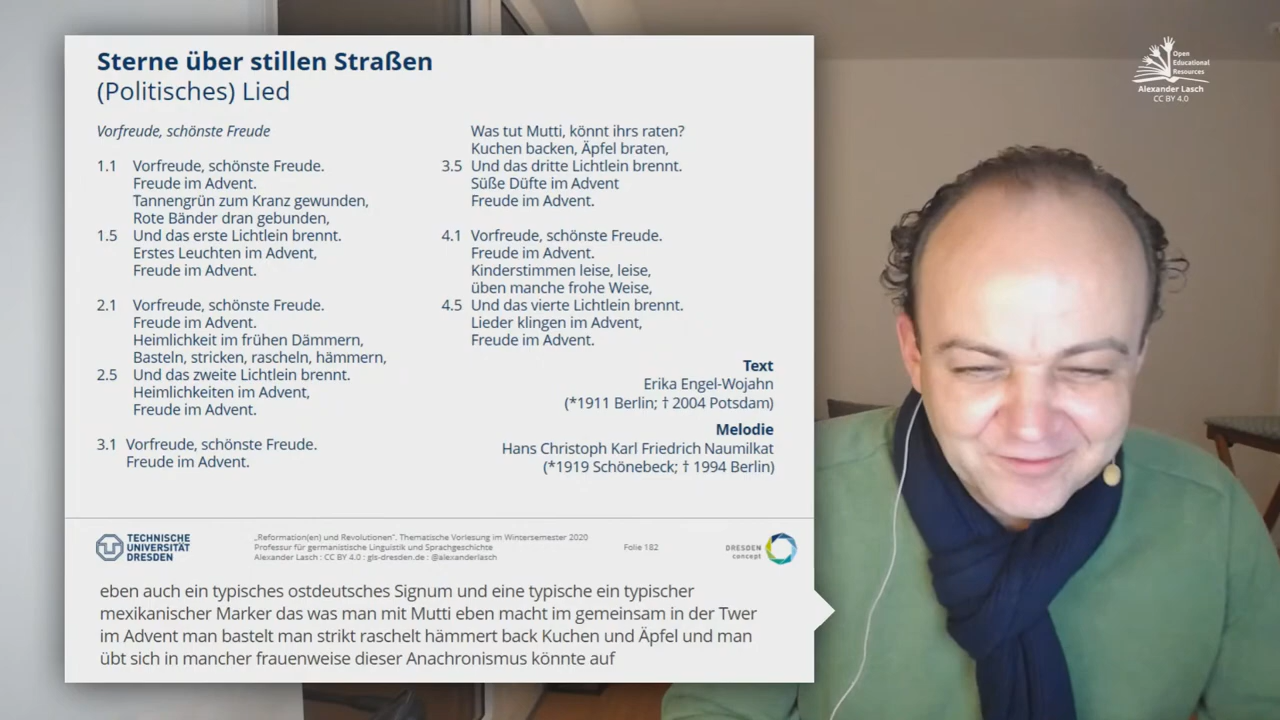 Sterne über stillen Straßen
(Politisches) Lied
Vorfreude, schönste Freude
1.1 Vorfreude, schönste Freude.
Freude im Advent.
Tannengrün zum Kranz gewunden,
Rote Bänder dran gebunden,
1.5 Und das erste Lichtlein brennt.
Erstes Leuchten im Advent,
Freude im Advent.
2.1 Vorfreude, schönste Freude.
Freude im Advent.
Heimlichkeit im frühen Dämmern,
Basteln, stricken, rascheln, hämmern,
2.5 Und das zweite Lichtlein brennt.
Heimlichkeiten im Advent,
Freude im Advent.
3.1 Vorfreude, schönste Freude.
Freude im Advent.
Was tut Mutti, könnt ihrs raten?
Kuchen backen, Äpfel braten,
3.5 Und das dritte Lichtlein brennt.
Süße Düfte im Advent
Freude im Advent.
4.1 Vorfreude, schönste Freude.
Freude im Advent.
Kinderstimmen leise, leise,
üben manche frohe Weise,
4.5 Und das vierte Lichtlein brennt.
Lieder klingen im Advent,
Freude im Advent.
Text
Erika Engel-Wojahn
(*1911 Berlin; † 2004 Potsdam)
Melodie
Hans Christoph Karl Friedrich Naumilkat
(*1919 Schönebeck; † 1994 Berlin)
TECHNISCHE
UNIVERSITÄT
DRESDEN
„Reformation(en) und Revolutionen“. Thematische Vorlesung im Wintersemester 2020
Professur für germanistische Linguistik und Sprachgeschichte
Alexander Lasch : CC BY 4.0 : gls-dresden.de : @alexanderlasch
Folie 182
DRESDEN
concept
eben auch ein typisches ostdeutsches Signum und eine typische ein typischer
mexikanischer Marker das was man mit Mutti eben macht im gemeinsam in der Twer
im Advent man bastelt man strikt raschelt hämmert back Kuchen und Äpfel und man
übt sich in mancher frauenweise dieser Anachronismus könnte auf
Open
Educational
Resources
Alexander Lasch
CC BY 4.0